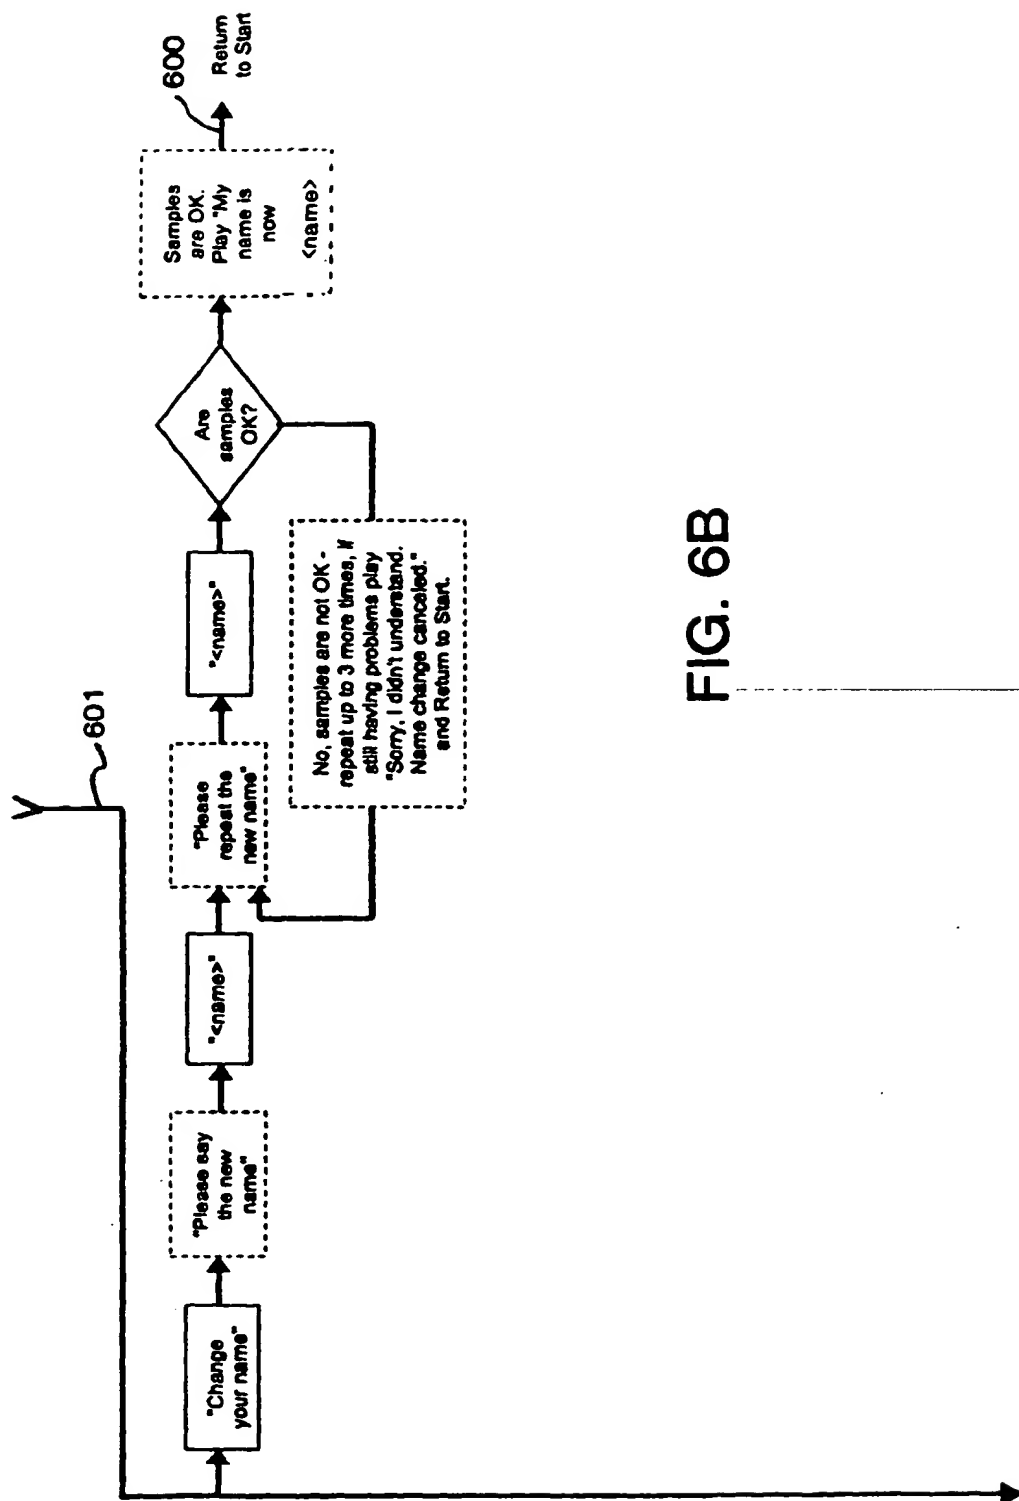 601
"Change
your name"
"Please say
the new
name"
"<name>"
"Please
repeat the
new name"
"<name>"
Are
samples
OK?
No, samples are not OK -
repeat up to 3 more times, if
still having problems play
"Sorry, I didn't understand.
Name change canceled."
and Return to Start.
Samples
are OK.
Play "My
name is
now
<name>
600
Return
to Start
FIG. 6B